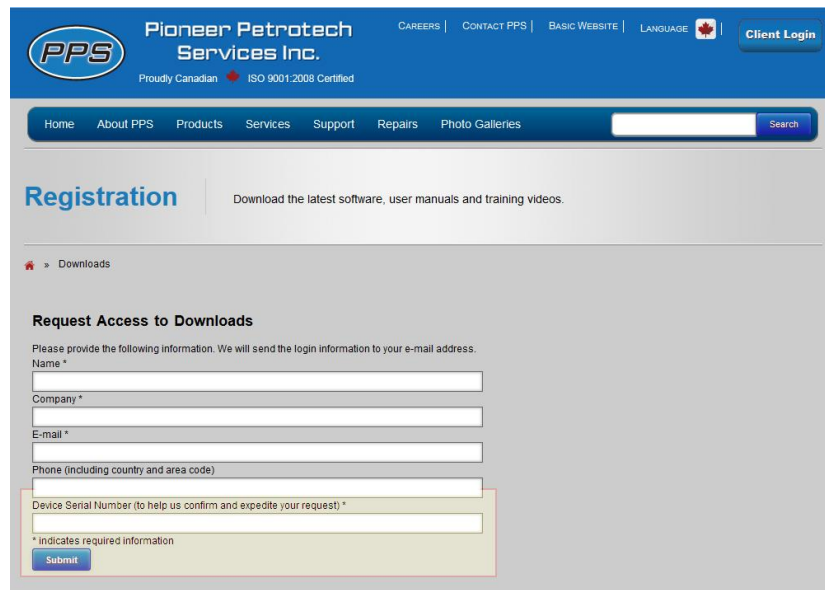 PPS
Pioneer Petrotech
Services Inc.
Proudly Canadian ISO 9001:2008 Certified
CAREERS | CONTACT PPS | BASIC WEBSITE | LANGUAGE |
Client Login
Home About PPS Products Services Support Repairs Photo Galleries Search
Registration
Download the latest software, user manuals and training videos.
» Downloads
Request Access to Downloads
Please provide the following information. We will send the login information to your e-mail address.
Name *
Company *
E-mail *
Phone (including country and area code)
Device Serial Number (to help us confirm and expedite your request) *
* indicates required information
Submit